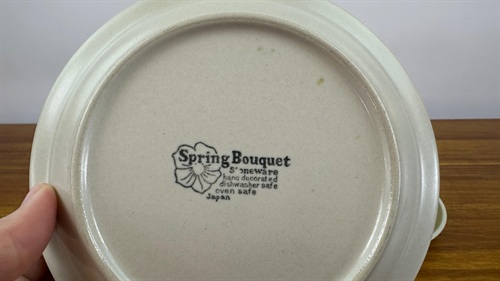 Spring Bouquet
Stoneware
hand decorated
dishwasher safe
oven safe
Japan